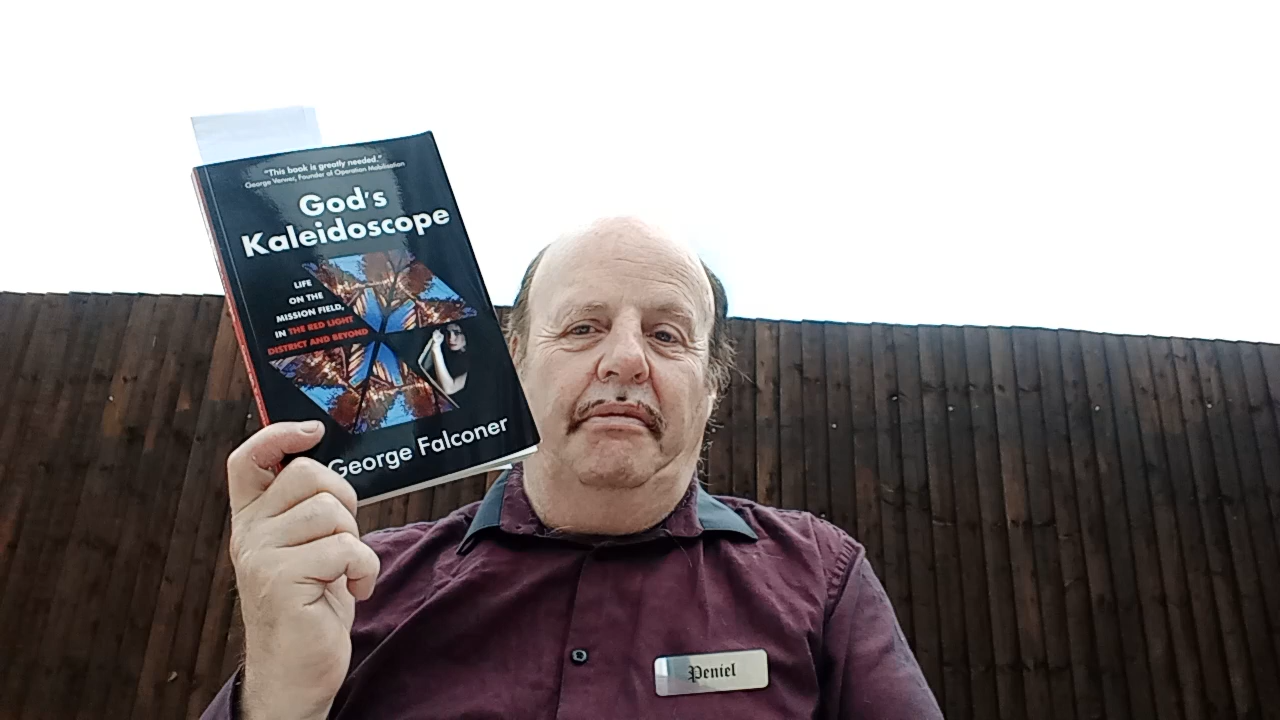 "This book is greatly needed."
George Verwer, Founder of Operation Mobilisation
God's
Kaleidoscope
LIFE
ON THE
MISSION FIELD,
IN THE RED LIGHT
DISTRICT AND BEYOND
George Falconer
Peniel